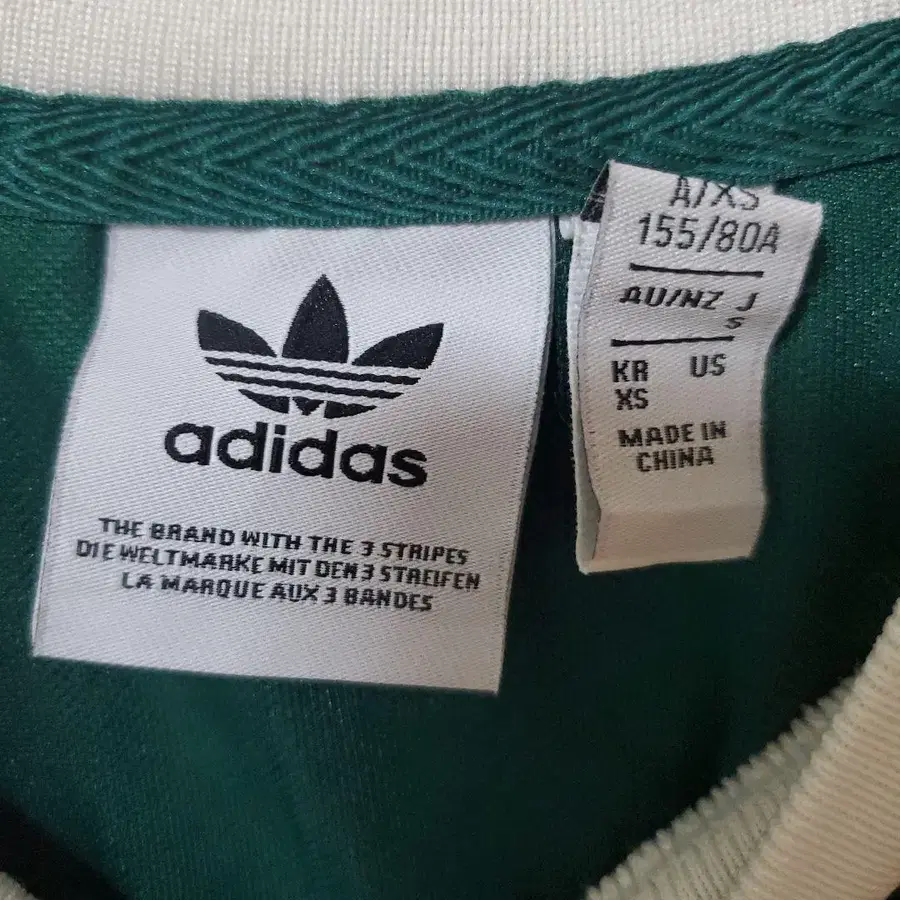 adidas
THE BRAND WITH THE 3 STRIPES
DIE WELTMARKE MIT DEN 3 STREIFEN
LA MARQUE AUX 3 BANDES
A/XS
155/80A
AU/NZ J
S
KR US
XS
MADE IN
CHINA